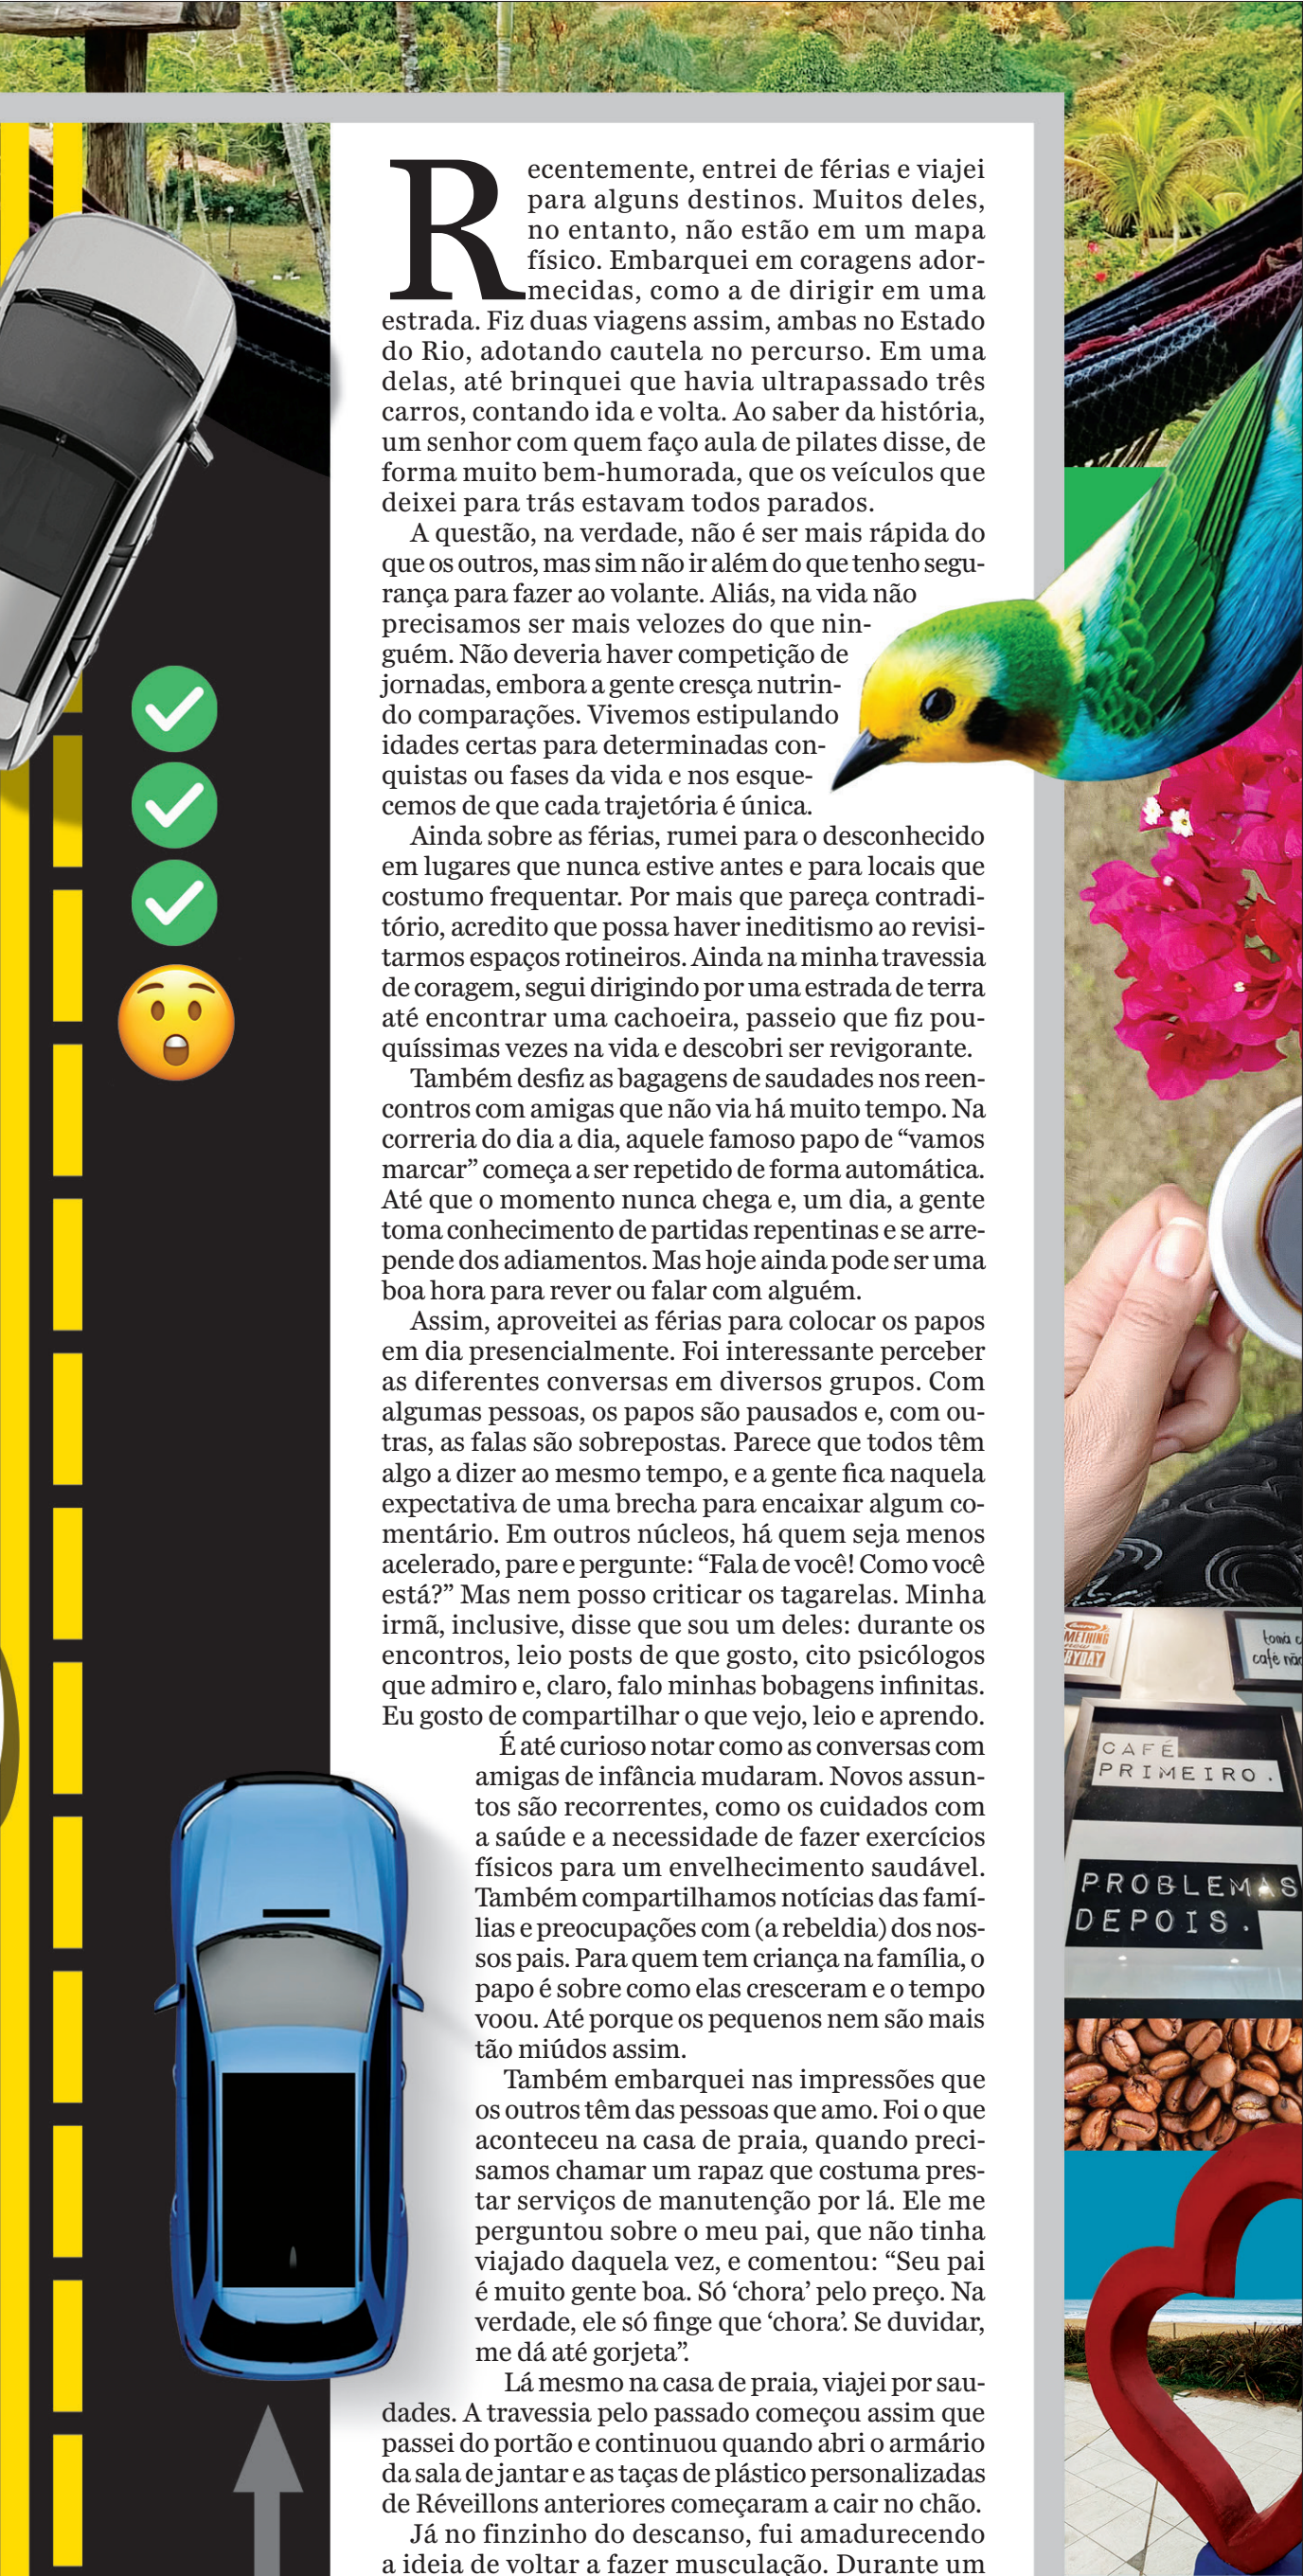 Recentemente, entrei de férias e viajei
para alguns destinos. Muitos deles,
no entanto, não estão em um mapa
físico. Embarquei em coragens ador-
mecidas, como a de dirigir em uma
estrada. Fiz duas viagens assim, ambas no Estado
do Rio, adotando cautela no percurso. Em uma
delas, até brinquei que havia ultrapassado três
carros, contando ida e volta. Ao saber da história,
um senhor com quem faço aula de pilates disse, de
forma muito bem-humorada, que os veículos que
deixei para trás estavam todos parados.
A questão, na verdade, não é ser mais rápida do
que os outros, mas sim não ir além do que tenho segu-
rança para fazer ao volante. Aliás, na vida não
precisamos ser mais velozes do que nin-
guém. Não deveria haver competição de
jornadas, embora a gente cresça nutrin-
do comparações. Vivemos estipulando
idades certas para determinadas con-
quistas ou fases da vida e nos esque-
cemos de que cada trajetória é única.
Ainda sobre as férias, rumei para o desconhecido
em lugares que nunca estive antes e para locais que
costumo frequentar. Por mais que pareça contradi-
tório, acredito que possa haver ineditismo ao revisi-
tarmos espaços rotineiros. Ainda na minha travessia
de coragem, segui dirigindo por uma estrada de terra
até encontrar uma cachoeira, passeio que fiz pou-
quíssimas vezes na vida e descobri ser revigorante.
Também desfiz as bagagens de saudades nos reen-
contros com amigas que não via há muito tempo. Na
correria do dia a dia, aquele famoso papo de “vamos
marcar” começa a ser repetido de forma automática.
Até que o momento nunca chega e, um dia, a gente
toma conhecimento de partidas repentinas e se arre-
pende dos adiamentos. Mas hoje ainda pode ser uma
boa hora para rever ou falar com alguém.
Assim, aproveitei as férias para colocar os papos
em dia presencialmente. Foi interessante perceber
as diferentes conversas em diversos grupos. Com
algumas pessoas, os papos são pausados e, com ou-
tras, as falas são sobrepostas. Parece que todos têm
algo a dizer ao mesmo tempo, e a gente fica naquela
expectativa de uma brecha para encaixar algum co-
mentário. Em outros núcleos, há quem seja menos
acelerado, pare e pergunte: “Fala de você! Como você
está?” Mas nem posso criticar os tagarelas. Minha
irmã, inclusive, disse que sou um deles: durante os
encontros, leio posts de que gosto, cito psicólogos
que admiro e, claro, falo minhas bobagens infinitas.
Eu gosto de compartilhar o que vejo, leio e aprendo.
É até curioso notar como as conversas com
amigas de infância mudaram. Novos assun-
tos são recorrentes, como os cuidados com
a saúde e a necessidade de fazer exercícios
físicos para um envelhecimento saudável.
Também compartilhamos notícias das famí-
lias e preocupações com (a rebeldia) dos nos-
sos pais. Para quem tem criança na família, o
papo é sobre como elas cresceram e o tempo
voou. Até porque os pequenos nem são mais
tão miúdos assim.
Também embarquei nas impressões que
os outros têm das pessoas que amo. Foi o que
aconteceu na casa de praia, quando preci-
samos chamar um rapaz que costuma pres-
tar serviços de manutenção por lá. Ele me
perguntou sobre o meu pai, que não tinha
viajado daquela vez, e comentou: “Seu pai
é muito gente boa. Só ‘chora’ pelo preço. Na
verdade, ele só finge que ‘chora’. Se duvidar,
me dá até gorjeta”.
Lá mesmo na casa de praia, viajei por sau-
dades. A travessia pelo passado começou assim que
passei do portão e continuou quando abri o armário
da sala de jantar e as taças de plástico personalizadas
de Réveillons anteriores começaram a cair no chão.
Já no finzinho do descanso, fui amadurecendo
a ideia de voltar a fazer musculação. Durante um
CAFÉ
PRIMEIRO.
PROBLEMAS
DEPOIS.